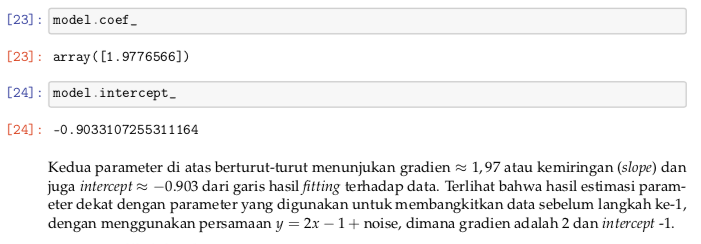 [23]: model.coef_
[23]: array([1.9776566])
[24]: model.intercept_
[24]: -0.9033107255311164
Kedua parameter di atas berturut-turut menunjukan gradien ≈ 1,97 atau kemiringan (slope) dan
juga intercept ≈ −0.903 dari garis hasil fitting terhadap data. Terlihat bahwa hasil estimasi param-
eter dekat dengan parameter yang digunakan untuk membangkitkan data sebelum langkah ke-1,
dengan menggunakan persamaan y = 2x − 1 + noise, dimana gradien adalah 2 dan intercept -1.